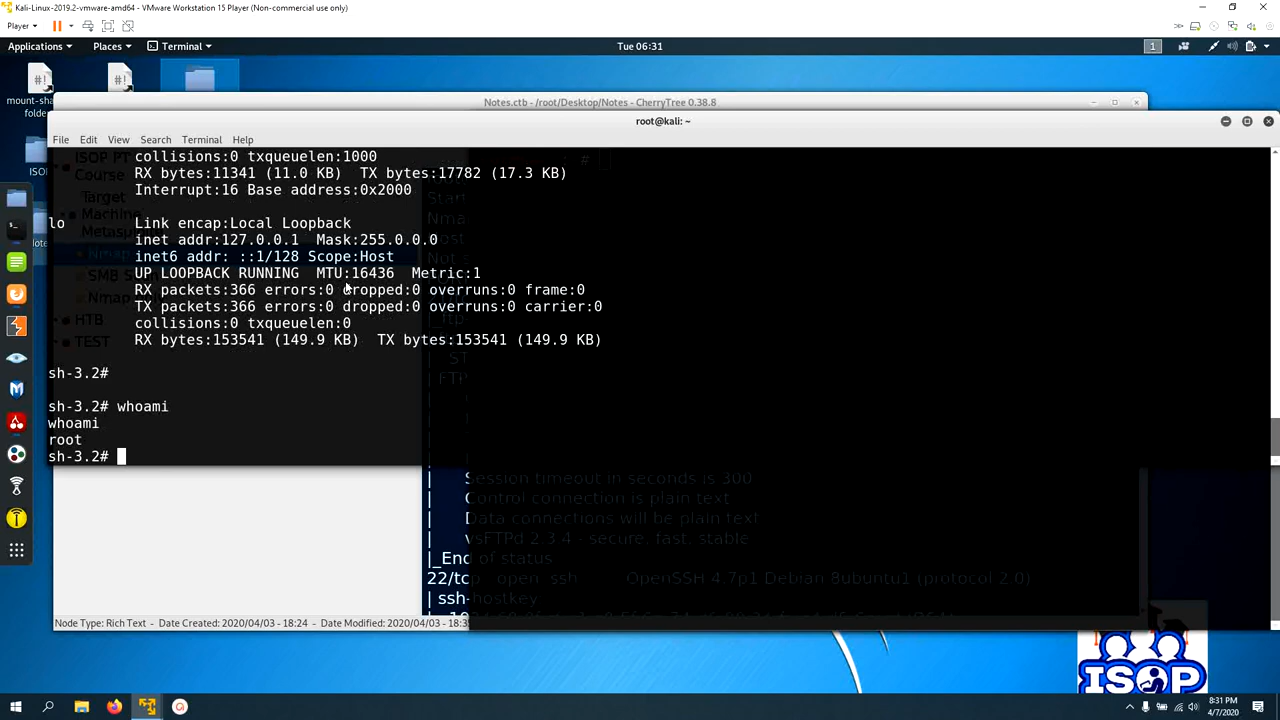 Kali-Linux-2019.2-vmware-amd64 - VMware Workstation 15 Player (Non-commercial use only)
Player
Applications Places Terminal Tue 06:31 1
mount-sha
folde
Notes.ctb - /root/Desktop/Notes - CherryTree 0.38.8
root@kali: ~
File Edit View Search Terminal Help
ISOP PT
Course
Target
Machine
Metasp
Nmap
SMB S
Nmap
HTB
TEST
collisions:0 txqueuelen:1000
RX bytes:11341 (11.0 KB)  TX bytes:17782 (17.3 KB)
Interrupt:16 Base address:0x2000
lo Link encap:Local Loopback
inet addr:127.0.0.1  Mask:255.0.0.0
inet6 addr: ::1/128 Scope:Host
UP LOOPBACK RUNNING  MTU:16436  Metric:1
RX packets:366 errors:0 dropped:0 overruns:0 frame:0
TX packets:366 errors:0 dropped:0 overruns:0 carrier:0
collisions:0 txqueuelen:0
RX bytes:153541 (149.9 KB)  TX bytes:153541 (149.9 KB)
sh-3.2#
sh-3.2# whoami
whoami
root
sh-3.2#
| Session timeout in seconds is 300
| Control connection is plain text
| Data connections will be plain text
| vsFTPd 2.3.4 - secure, fast, stable
|_End of status
22/tcp open ssh OpenSSH 4.7p1 Debian 8ubuntu1 (protocol 2.0)
| ssh-hostkey
Node Type: Rich Text - Date Created: 2020/04/03 - 18:24 - Date Modified: 2020/04/03 - 18:3
ISOP
8:31 PM
4/7/2020